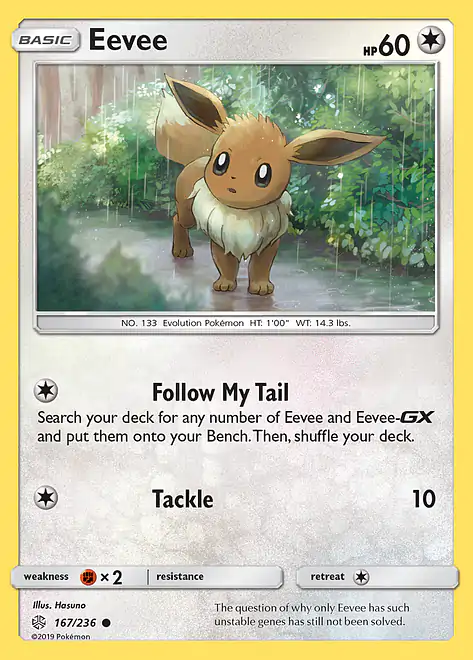 BASIC Eevee HP60
NO. 133 Evolution Pokémon HT: 1'00" WT: 14.3 lbs.
Follow My Tail
Search your deck for any number of Eevee and Eevee-GX
and put them onto your Bench. Then, shuffle your deck.
Tackle 10
weakness ×2 resistance retreat
Illus. Hasuno
167/236
©2019 Pokémon
The question of why only Eevee has such
unstable genes has still not been solved.